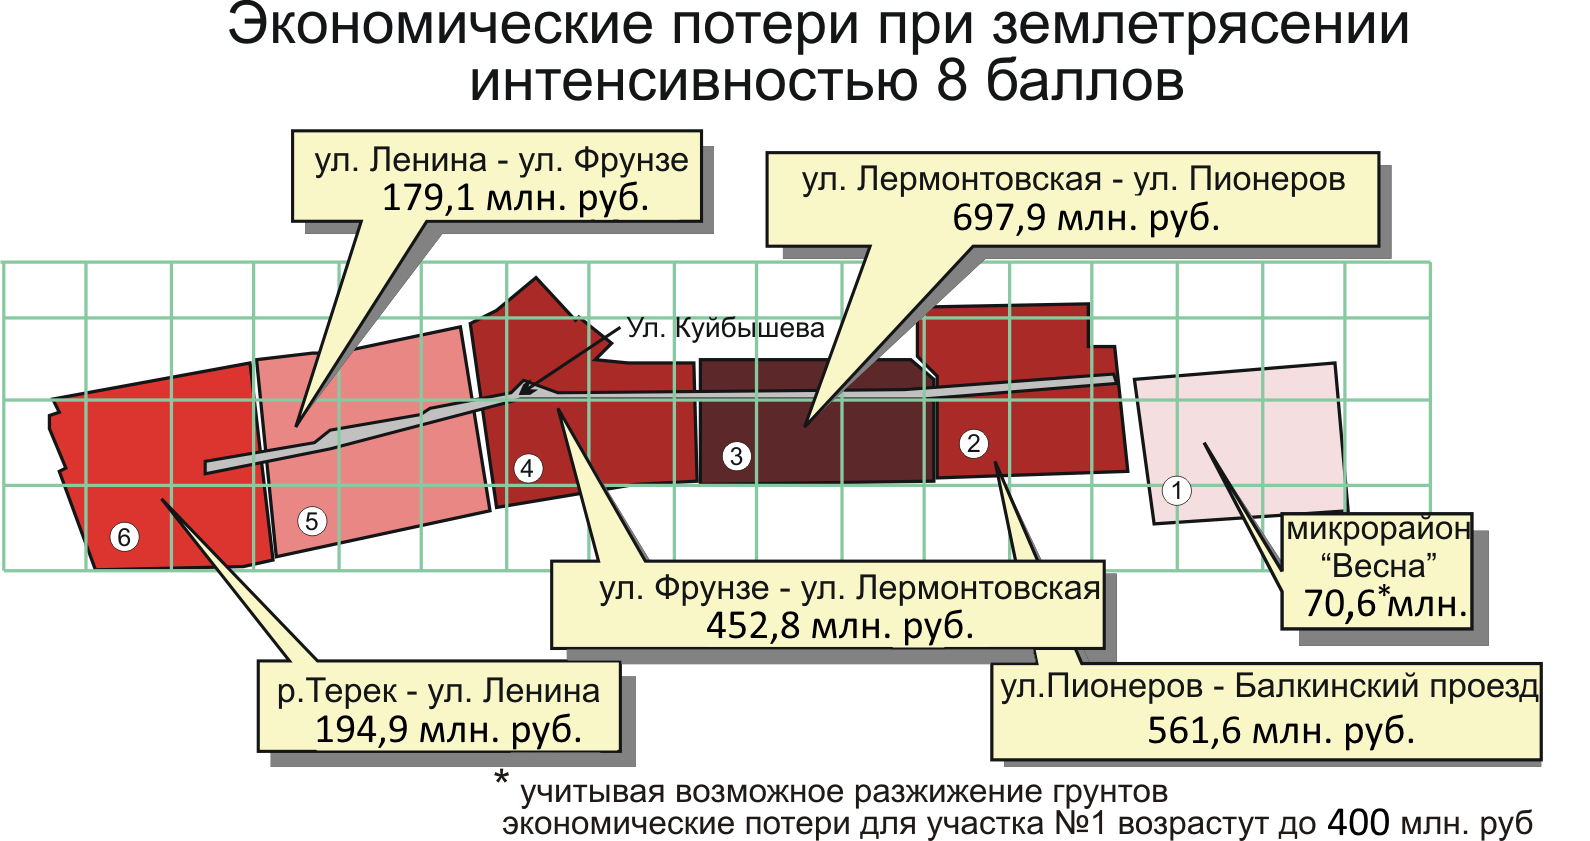 Экономические потери при землетрясении
интенсивностью 8 баллов
ул. Ленина - ул. Фрунзе
179,1 млн. руб.
ул. Лермонтовская - ул. Пионеров
697,9 млн. руб.
Ул. Куйбышева
6
5
4
3
2
1
микрорайон
“Весна”
70,6*млн.
ул. Фрунзе - ул. Лермонтовская
452,8 млн. руб.
р.Терек - ул. Ленина
194,9 млн. руб.
ул.Пионеров - Балкинский проезд
561,6 млн. руб.
* учитывая возможное разжижение грунтов
экономические потери для участка №1 возрастут до 400 млн. руб